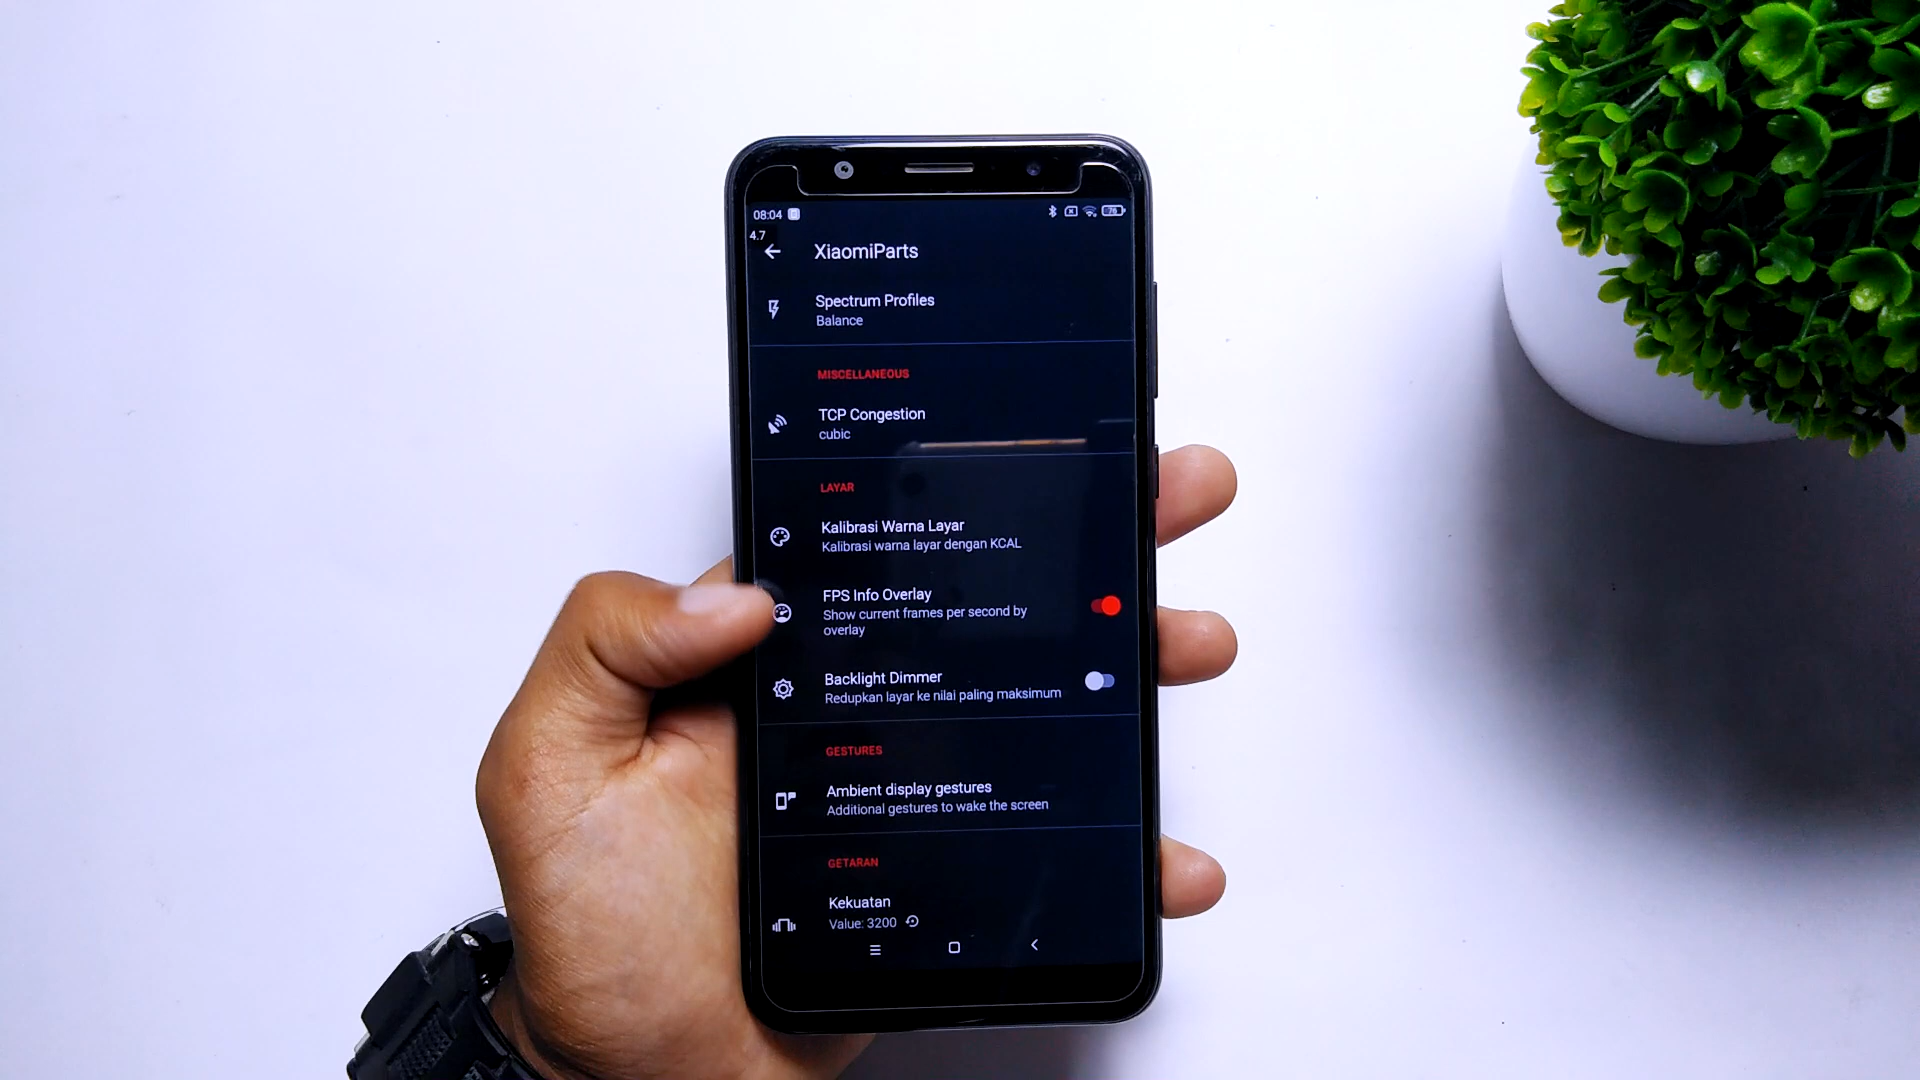 08:04
76
4.7
XiaomiParts
Spectrum Profiles
Balance
MISCELLANEOUS
TCP Congestion
cubic
LAYAR
Kalibrasi Warna Layar
Kalibrasi warna layar dengan KCAL
FPS Info Overlay
Show current frames per second by
overlay
Backlight Dimmer
Redupkan layar ke nilai paling maksimum
GESTURES
Ambient display gestures
Additional gestures to wake the screen
GETARAN
Kekuatan
Value: 3200